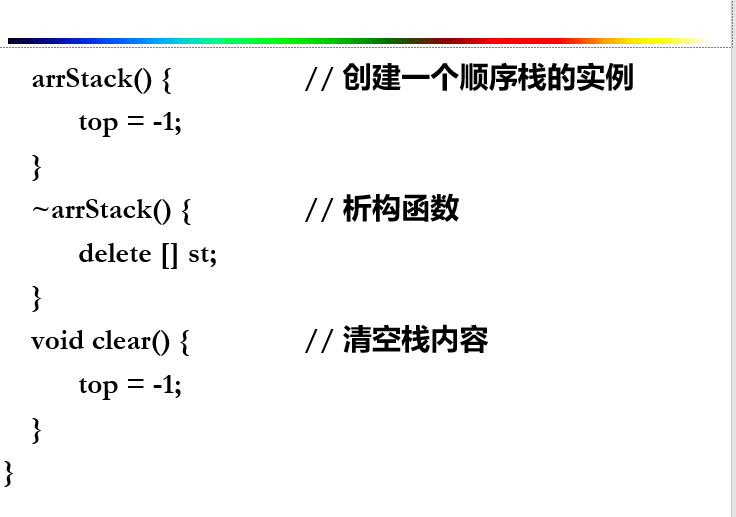 arrStack() { // 创建一个顺序栈的实例
top = -1;
}
~arrStack() { // 析构函数
delete [] st;
}
void clear() { // 清空栈内容
top = -1;
}
}